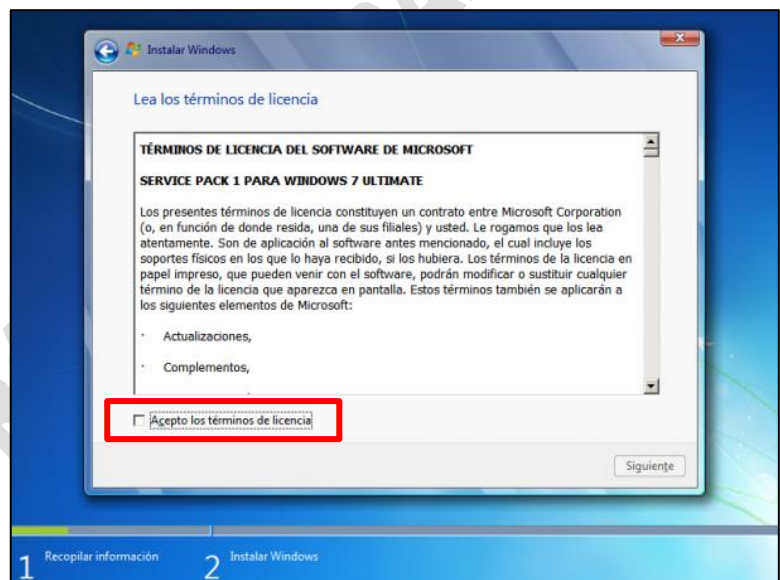 Instalar Windows
Lea los términos de licencia
TÉRMINOS DE LICENCIA DEL SOFTWARE DE MICROSOFT
SERVICE PACK 1 PARA WINDOWS 7 ULTIMATE
Los presentes términos de licencia constituyen un contrato entre Microsoft Corporation
(o, en función de donde resida, una de sus filiales) y usted. Le rogamos que los lea
atentamente. Son de aplicación al software antes mencionado, el cual incluye los
soportes físicos en los que lo haya recibido, si los hubiera. Los términos de la licencia en
papel impreso, que pueden venir con el software, podrán modificar o sustituir cualquier
término de la licencia que aparezca en pantalla. Estos términos también se aplicarán a
los siguientes elementos de Microsoft:
· Actualizaciones,
· Complementos,
Acepto los términos de licencia
Siguiente
1 Recopilar información
2 Instalar Windows